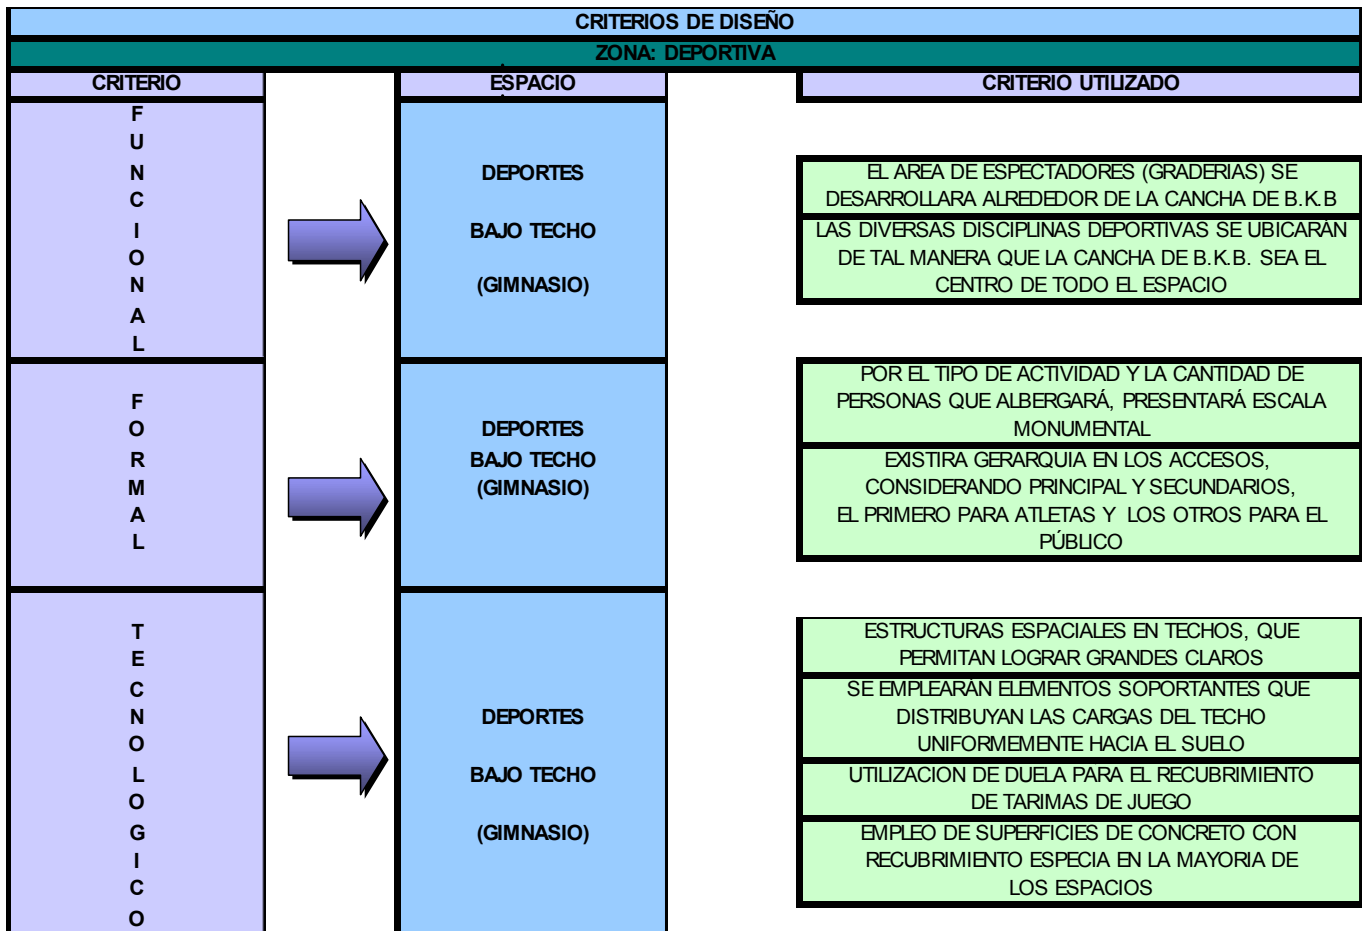 CRITERIOS DE DISEÑO
ZONA: DEPORTIVA
CRITERIO
ESPACIO
CRITERIO UTILIZADO
F
U
N
C
I
O
N
A
L
DEPORTES
BAJO TECHO
(GIMNASIO)
EL AREA DE ESPECTADORES (GRADERIAS) SE
DESARROLLARA ALREDEDOR DE LA CANCHA DE B.K.B
LAS DIVERSAS DISCIPLINAS DEPORTIVAS SE UBICARÁN
DE TAL MANERA QUE LA CANCHA DE B.K.B. SEA EL
CENTRO DE TODO EL ESPACIO
F
O
R
M
A
L
DEPORTES
BAJO TECHO
(GIMNASIO)
POR EL TIPO DE ACTIVIDAD Y LA CANTIDAD DE
PERSONAS QUE ALBERGARÁ, PRESENTARÁ ESCALA
MONUMENTAL
EXISTIRA GERARQUIA EN LOS ACCESOS,
CONSIDERANDO PRINCIPAL Y SECUNDARIOS,
EL PRIMERO PARA ATLETAS Y LOS OTROS PARA EL
PÚBLICO
T
E
C
N
O
L
O
G
I
C
O
DEPORTES
BAJO TECHO
(GIMNASIO)
ESTRUCTURAS ESPACIALES EN TECHOS, QUE
PERMITAN LOGRAR GRANDES CLAROS
SE EMPLEARÁN ELEMENTOS SOPORTANTES QUE
DISTRIBUYAN LAS CARGAS DEL TECHO
UNIFORMEMENTE HACIA EL SUELO
UTILIZACION DE DUELA PARA EL RECUBRIMIENTO
DE TARIMAS DE JUEGO
EMPLEO DE SUPERFICIES DE CONCRETO CON
RECUBRIMIENTO ESPECIA EN LA MAYORIA DE
LOS ESPACIOS